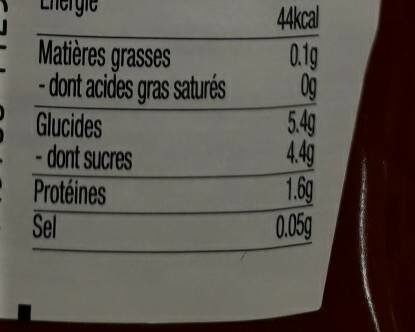 Energie
44kcal
Matières grasses 0.1g
- dont acides gras saturés 0g
Glucides 5.4g
- dont sucres 4.4g
Protéines 1.6g
Sel 0.05g